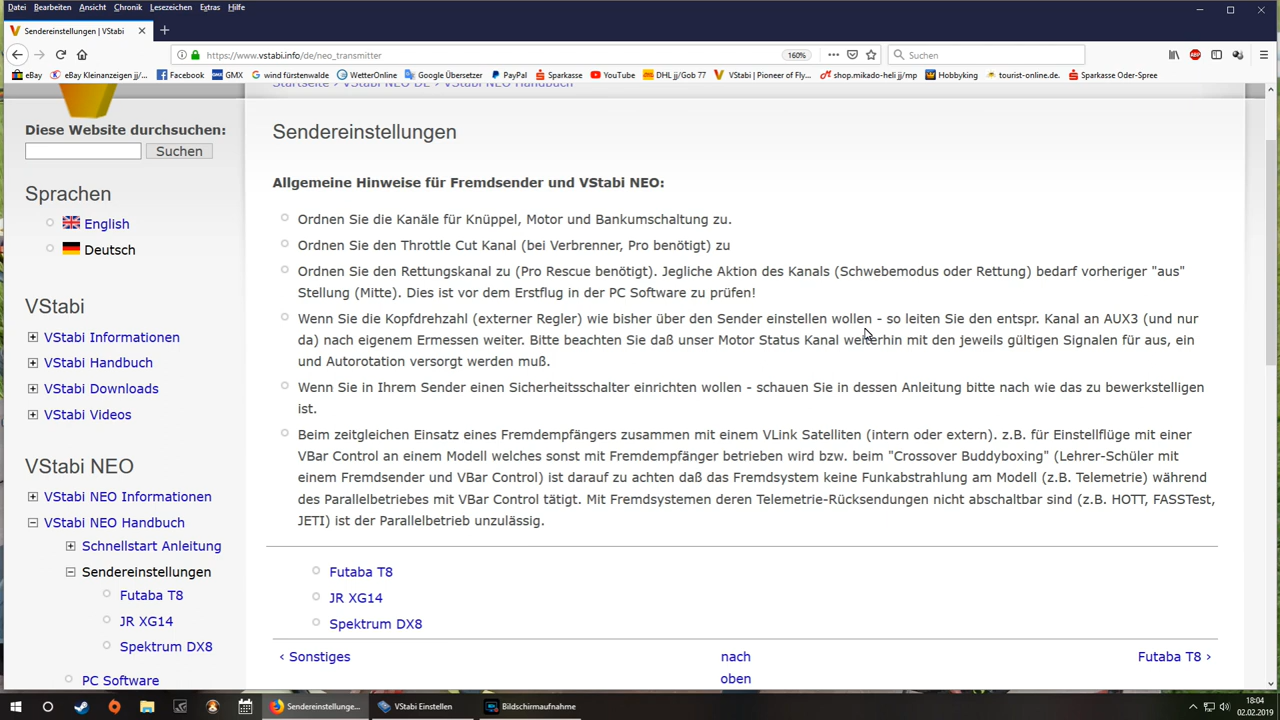 Datei Bearbeiten Ansicht Chronik Lesezeichen Extras Hilfe
Sendereinstellungen | VStabi
https://www.vstabi.info/de/neo_transmitter 160% Suchen
eBay eBay Kleinanzeigen jj/... Facebook GMX wind fürstenwalde WetterOnline Google Übersetzer PayPal Sparkasse YouTube DHL jj/Gob 77 VStabi | Pioneer of Fly... shop.mikado-heli jj/mp Hobbyking tourist-online.de. Sparkasse Oder-Spree
Startseite › VStabi NEO DE › VStabi NEO Handbuch
Diese Website durchsuchen:
Suchen
Sprachen
English
Deutsch
VStabi
VStabi Informationen
VStabi Handbuch
VStabi Downloads
VStabi Videos
VStabi NEO
VStabi NEO Informationen
VStabi NEO Handbuch
Schnellstart Anleitung
Sendereinstellungen
Futaba T8
JR XG14
Spektrum DX8
PC Software
Sendereinstellungen
Allgemeine Hinweise für Fremdsender und VStabi NEO:
Ordnen Sie die Kanäle für Knüppel, Motor und Bankumschaltung zu.
Ordnen Sie den Throttle Cut Kanal (bei Verbrenner, Pro benötigt) zu
Ordnen Sie den Rettungskanal zu (Pro Rescue benötigt). Jegliche Aktion des Kanals (Schwebemodus oder Rettung) bedarf vorheriger "aus"
Stellung (Mitte). Dies ist vor dem Erstflug in der PC Software zu prüfen!
Wenn Sie die Kopfdrehzahl (externer Regler) wie bisher über den Sender einstellen wollen - so leiten Sie den entspr. Kanal an AUX3 (und nur
da) nach eigenem Ermessen weiter. Bitte beachten Sie daß unser Motor Status Kanal weiterhin mit den jeweils gültigen Signalen für aus, ein
und Autorotation versorgt werden muß.
Wenn Sie in Ihrem Sender einen Sicherheitsschalter einrichten wollen - schauen Sie in dessen Anleitung bitte nach wie das zu bewerkstelligen
ist.
Beim zeitgleichen Einsatz eines Fremdempfängers zusammen mit einem VLink Satelliten (intern oder extern). z.B. für Einstellflüge mit einer
VBar Control an einem Modell welches sonst mit Fremdempfänger betrieben wird bzw. beim "Crossover Buddyboxing" (Lehrer-Schüler mit
einem Fremdsender und VBar Control) ist darauf zu achten daß das Fremdsystem keine Funkabstrahlung am Modell (z.B. Telemetrie) während
des Parallelbetriebes mit VBar Control tätigt. Mit Fremdsystemen deren Telemetrie-Rücksendungen nicht abschaltbar sind (z.B. HOTT, FASSTest,
JETI) ist der Parallelbetrieb unzulässig.
Futaba T8
JR XG14
Spektrum DX8
‹ Sonstiges nach oben Futaba T8 ›
Sendereinstellunge... VStabi Einstellen Bildschirmaufnahme 18:04
02.02.2019